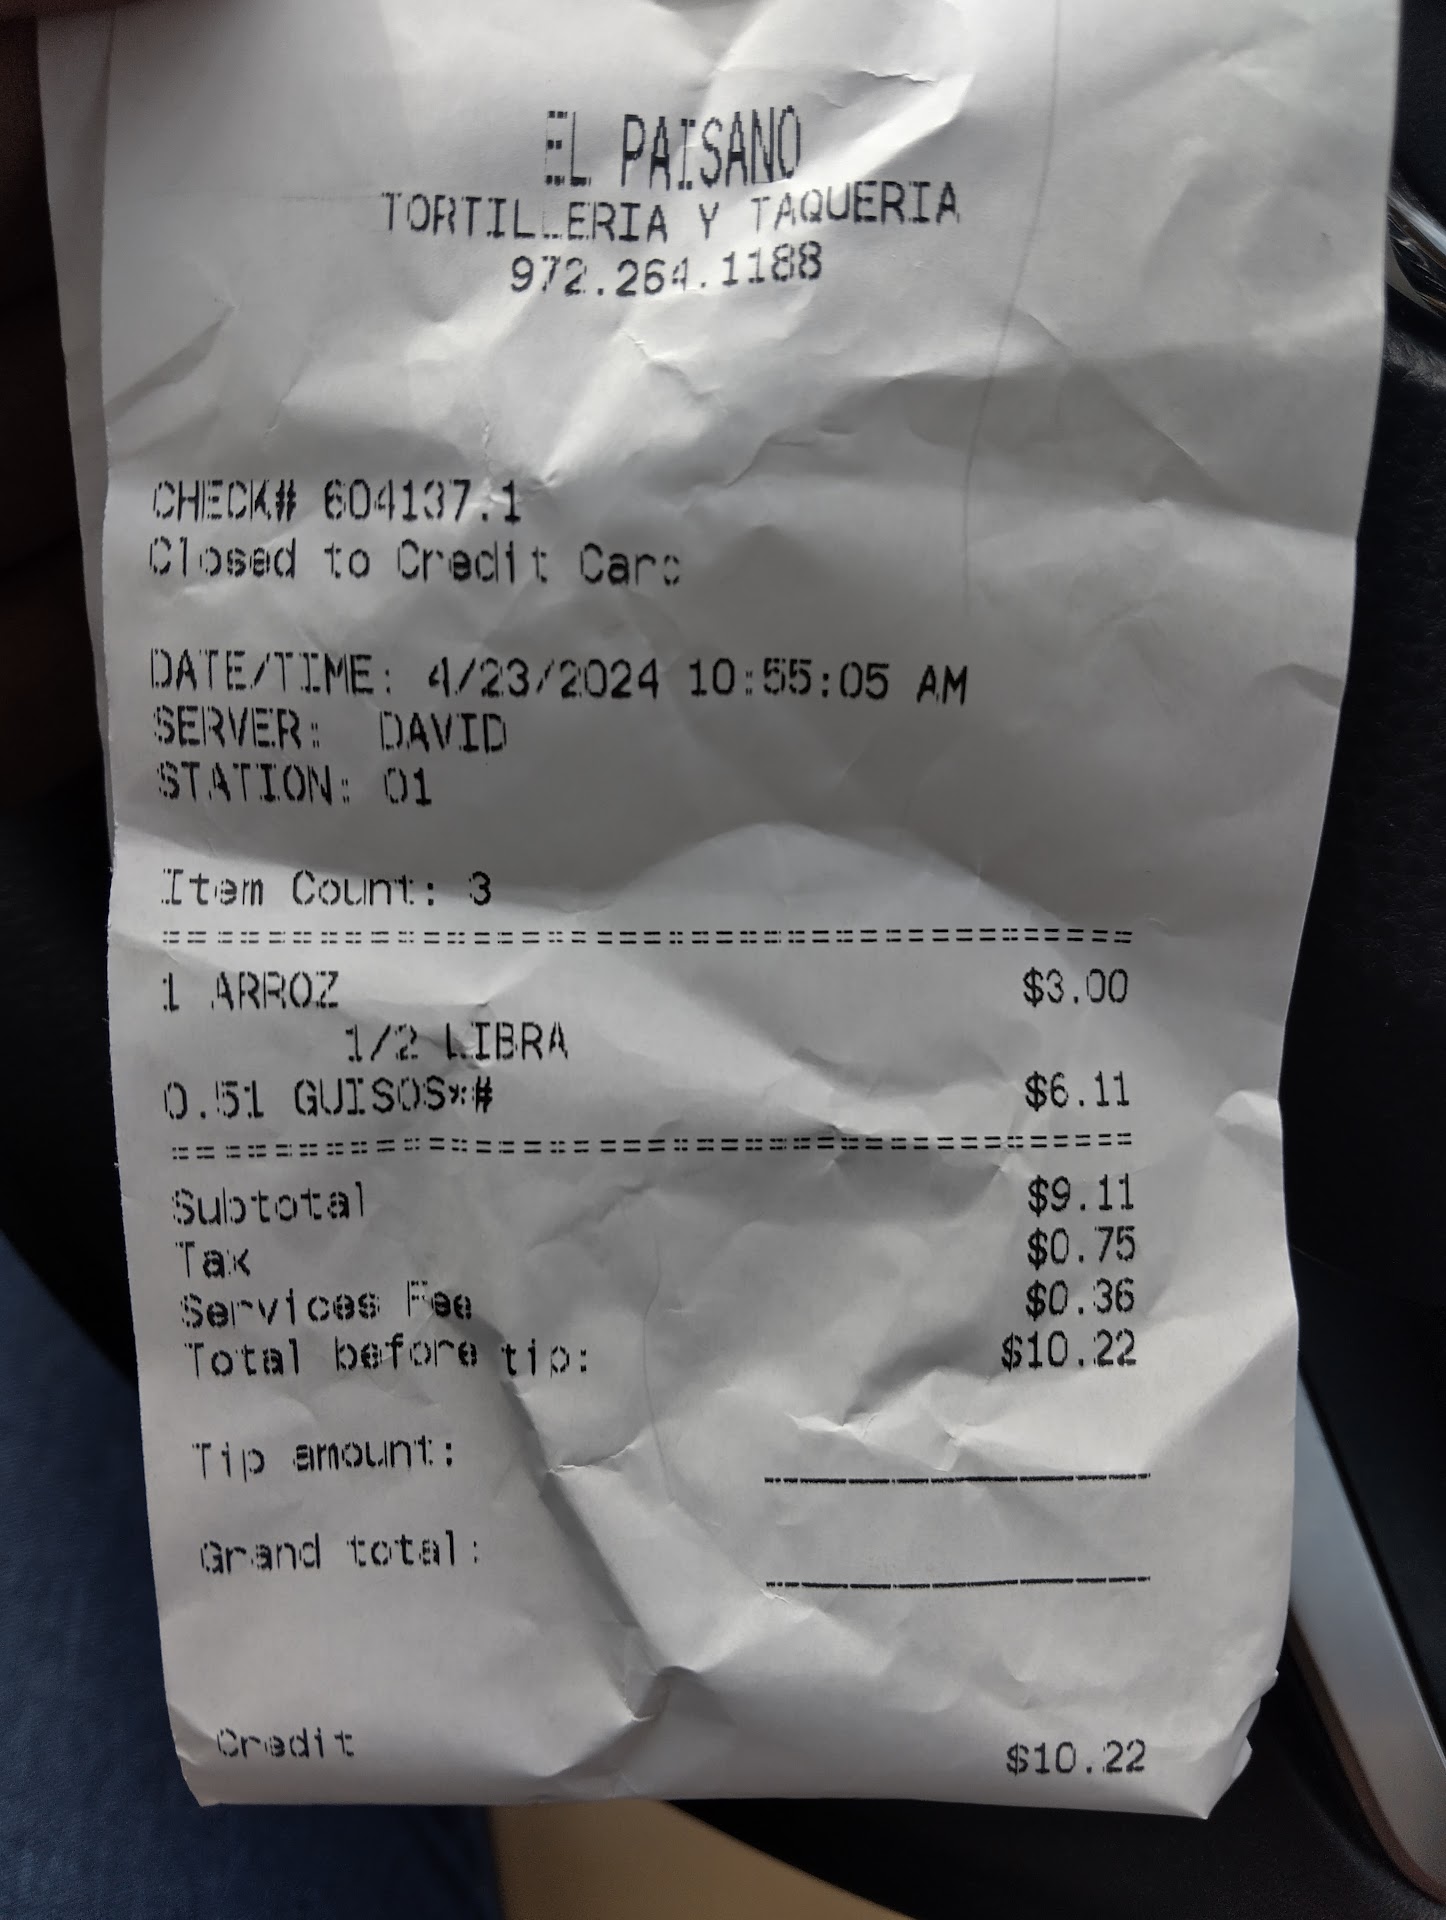 EL PAISANO
TORTILLERIA Y TAQUERIA
972.264.1188
CHECK# 604137.1
Closed to Credit Card
DATE/TIME: 4/23/2024 10:55:05 AM
SERVER: DAVID
STATION: 01
Item Count: 3
=====================================
1 ARROZ $3.00
1/2 LIBRA
0.51 GUISOS*# $6.11
=====================================
Subtotal $9.11
Tax $0.75
Services Fee $0.36
Total before tip: $10.22
Tip amount: ______________
Grand total: ______________
Credit $10.22